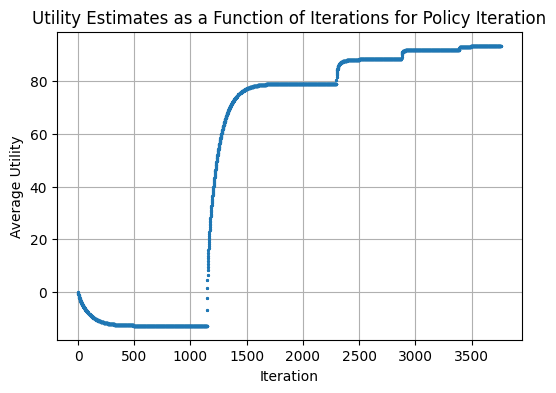 Utility Estimates as a Function of Iterations for Policy Iteration
80
60
40
20
0
Average Utility
0 500 1000 1500 2000 2500 3000 3500
Iteration